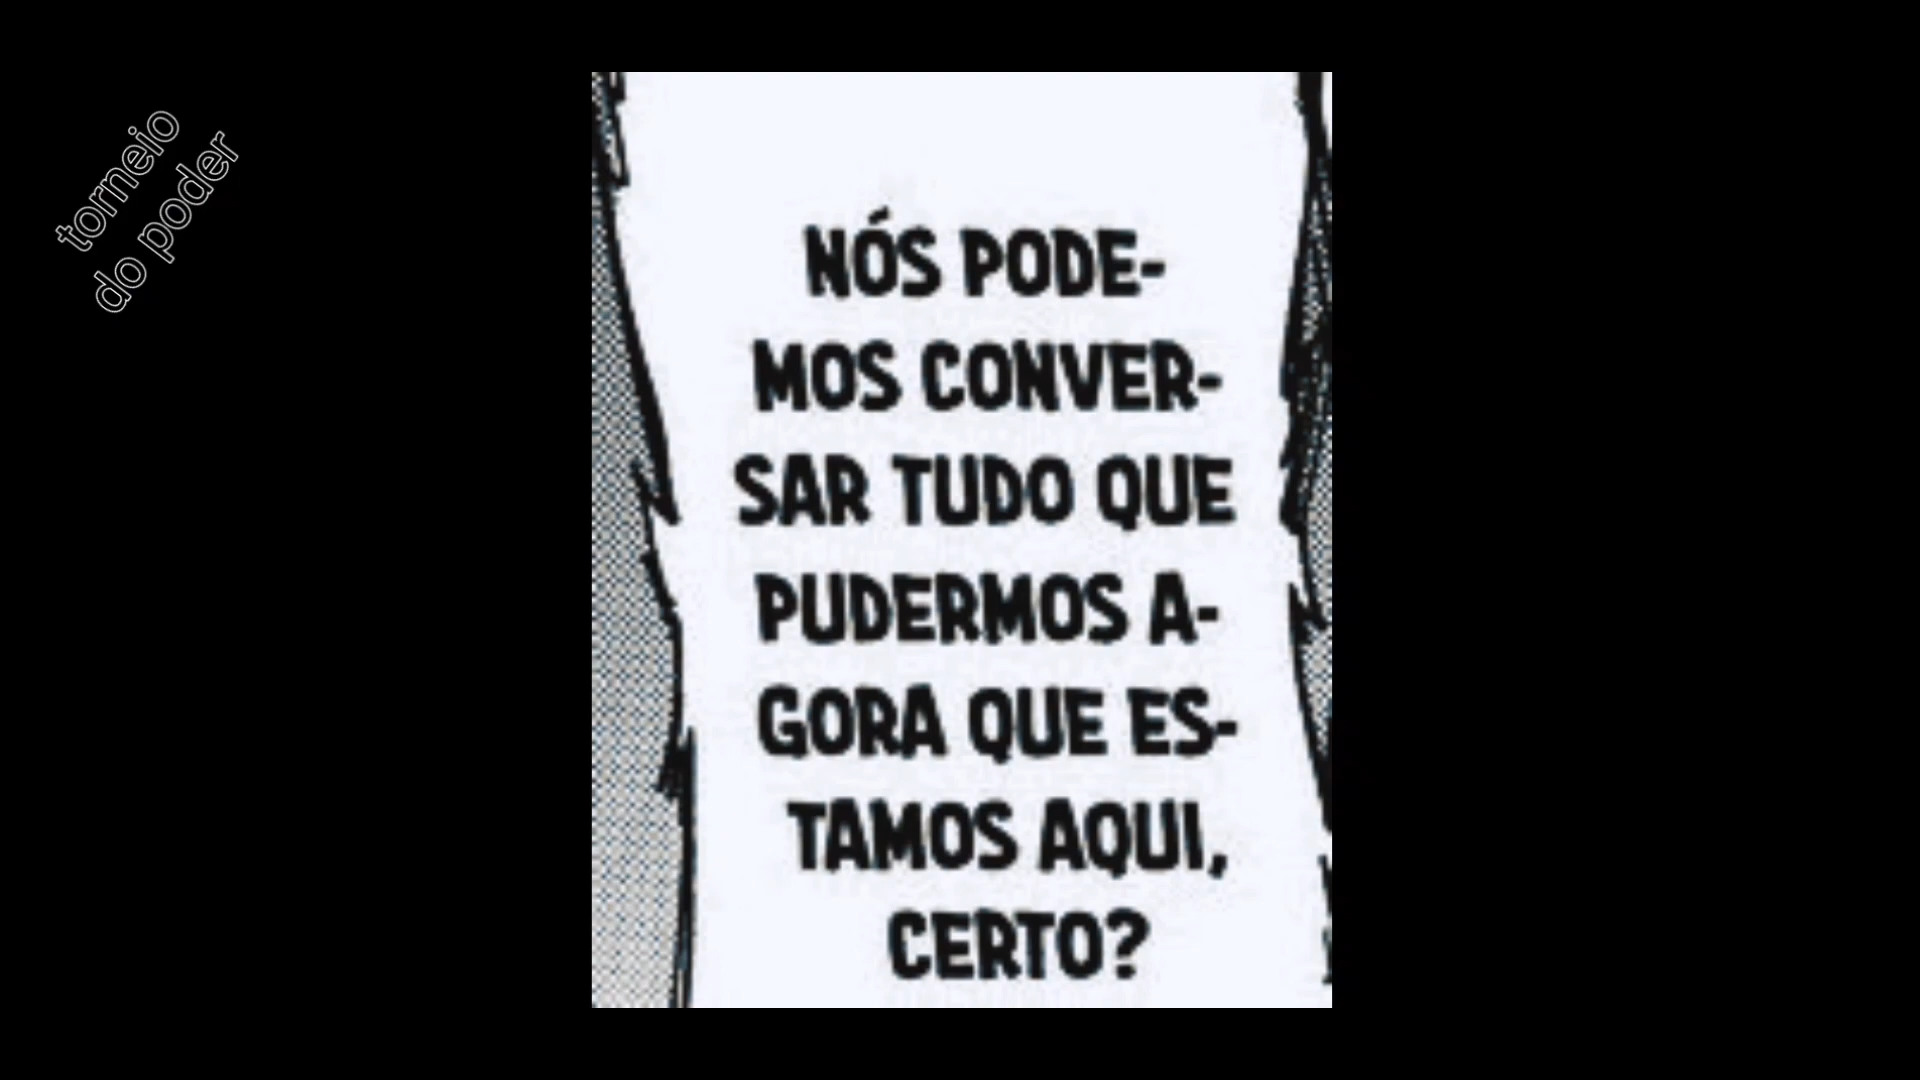 torneio
do poder
NÓS PODE-
MOS CONVER-
SAR TUDO QUE
PUDERMOS A-
GORA QUE ES-
TAMOS AQUI,
CERTO?